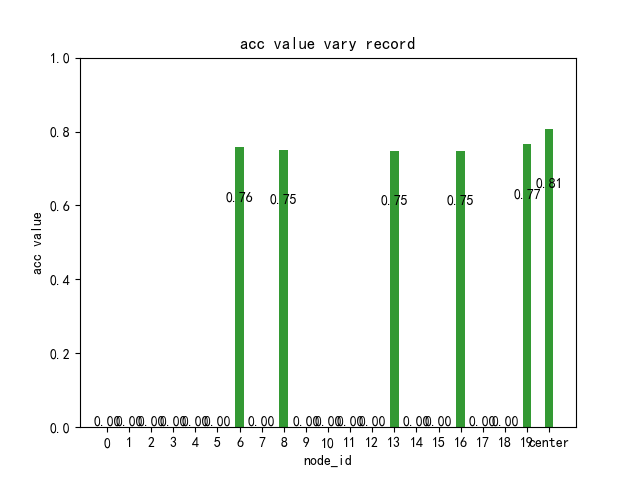 acc value vary record
1.0
0.8
0.6
0.4
0.2
0.0
acc value
0.81
0.77
0.76 0.75 0.75 0.75
0.00 0.00 0.00 0.00 0.00 0.00 0.00 0.00 0.00 0.00 0.00 0.00 0.00 0.00 0.00
0 1 2 3 4 5 6 7 8 9 10 11 12 13 14 15 16 17 18 19 center
node_id